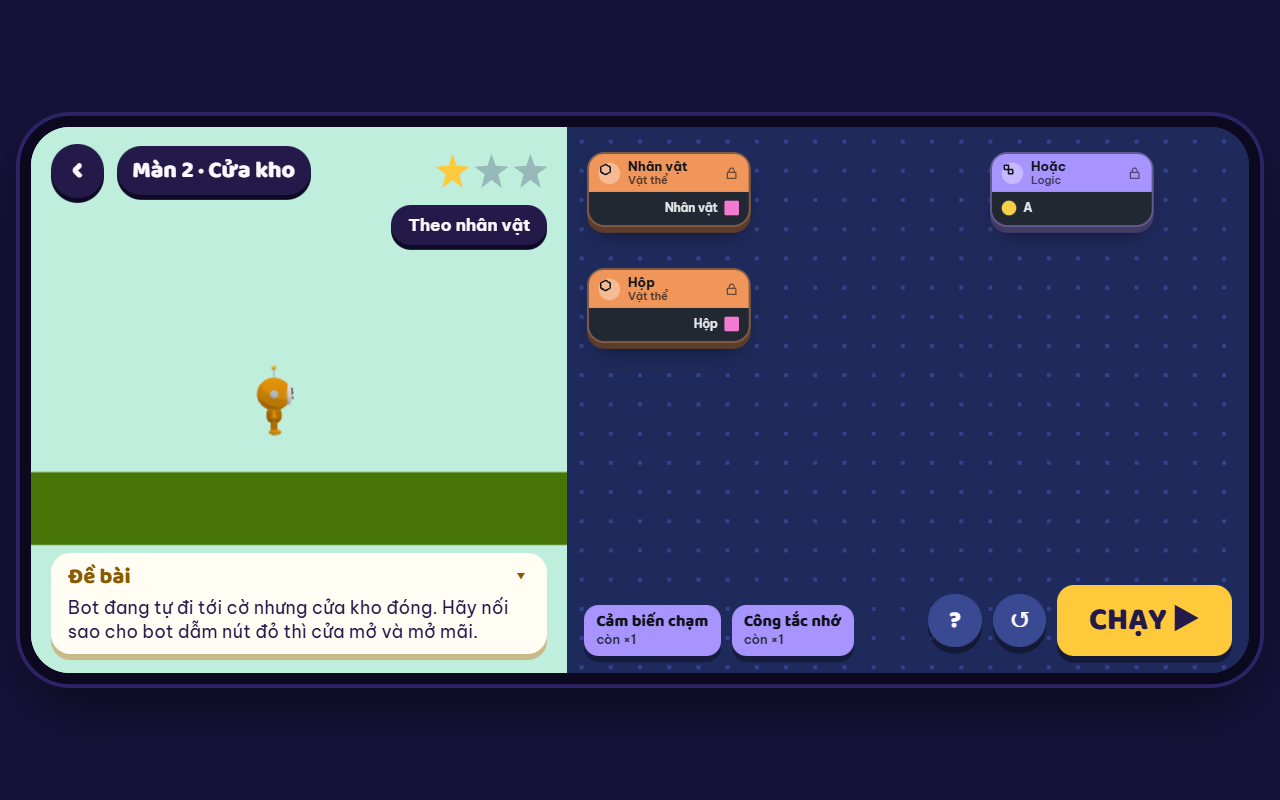 Màn 2 · Cửa kho
Theo nhân vật
Đề bài
Bot đang tự đi tới cờ nhưng cửa kho đóng. Hãy nối
sao cho bot dẫm nút đỏ thì cửa mở và mở mãi.
Nhân vật
Vật thể
Nhân vật
Hộp
Vật thể
Hộp
Hoặc
Logic
A
Cảm biến chạm
còn ×1
Công tắc nhớ
còn ×1
?
CHẠY